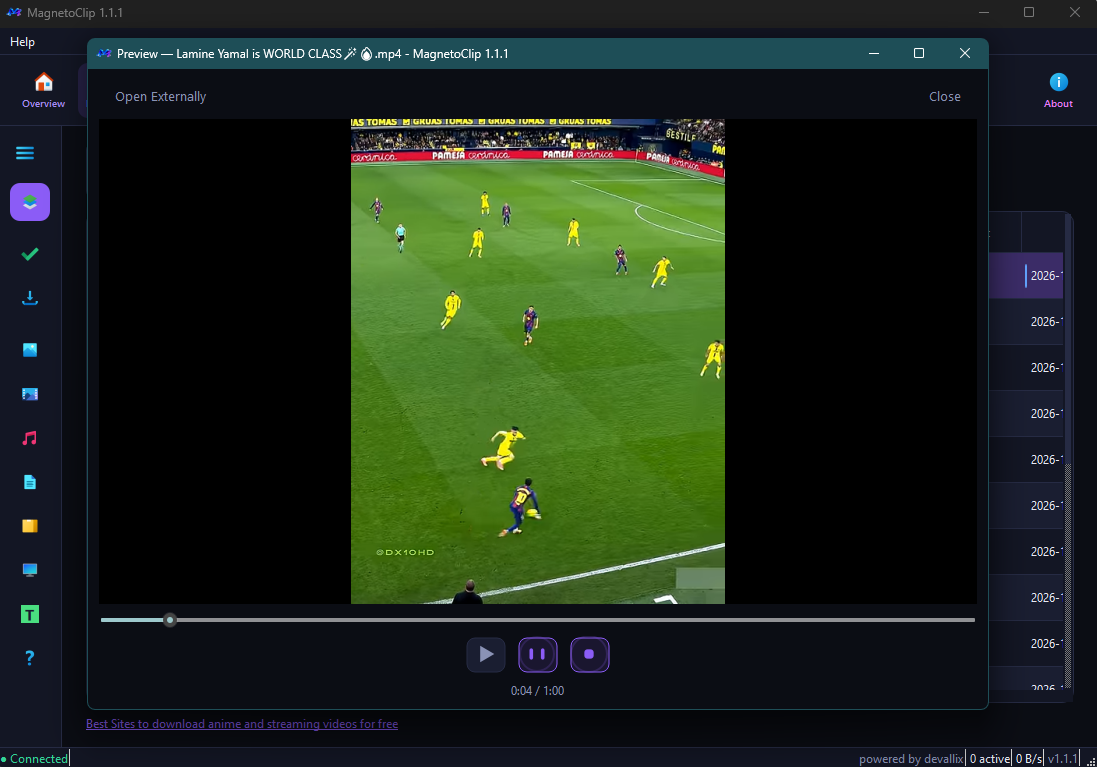 MagnetoClip 1.1.1
Help
Preview — Lamine Yamal is WORLD CLASS🪄💧.mp4 - MagnetoClip 1.1.1
Overview
About
Open Externally
Close
GRUAS TOMAS GRUAS TOMAS GRUAS TOMAS
BESTILE
cerámica PAMESA cerámica PAMESA cerámica PAMESA
10
@DX10HD
2026-1
2026-1
2026-1
2026-1
2026-1
2026-1
2026-1
2026-1
2026-1
2026-1
T
?
0:04 / 1:00
Best Sites to download anime and streaming videos for free
Connected
powered by devallix 0 active 0 B/s v1.1.1